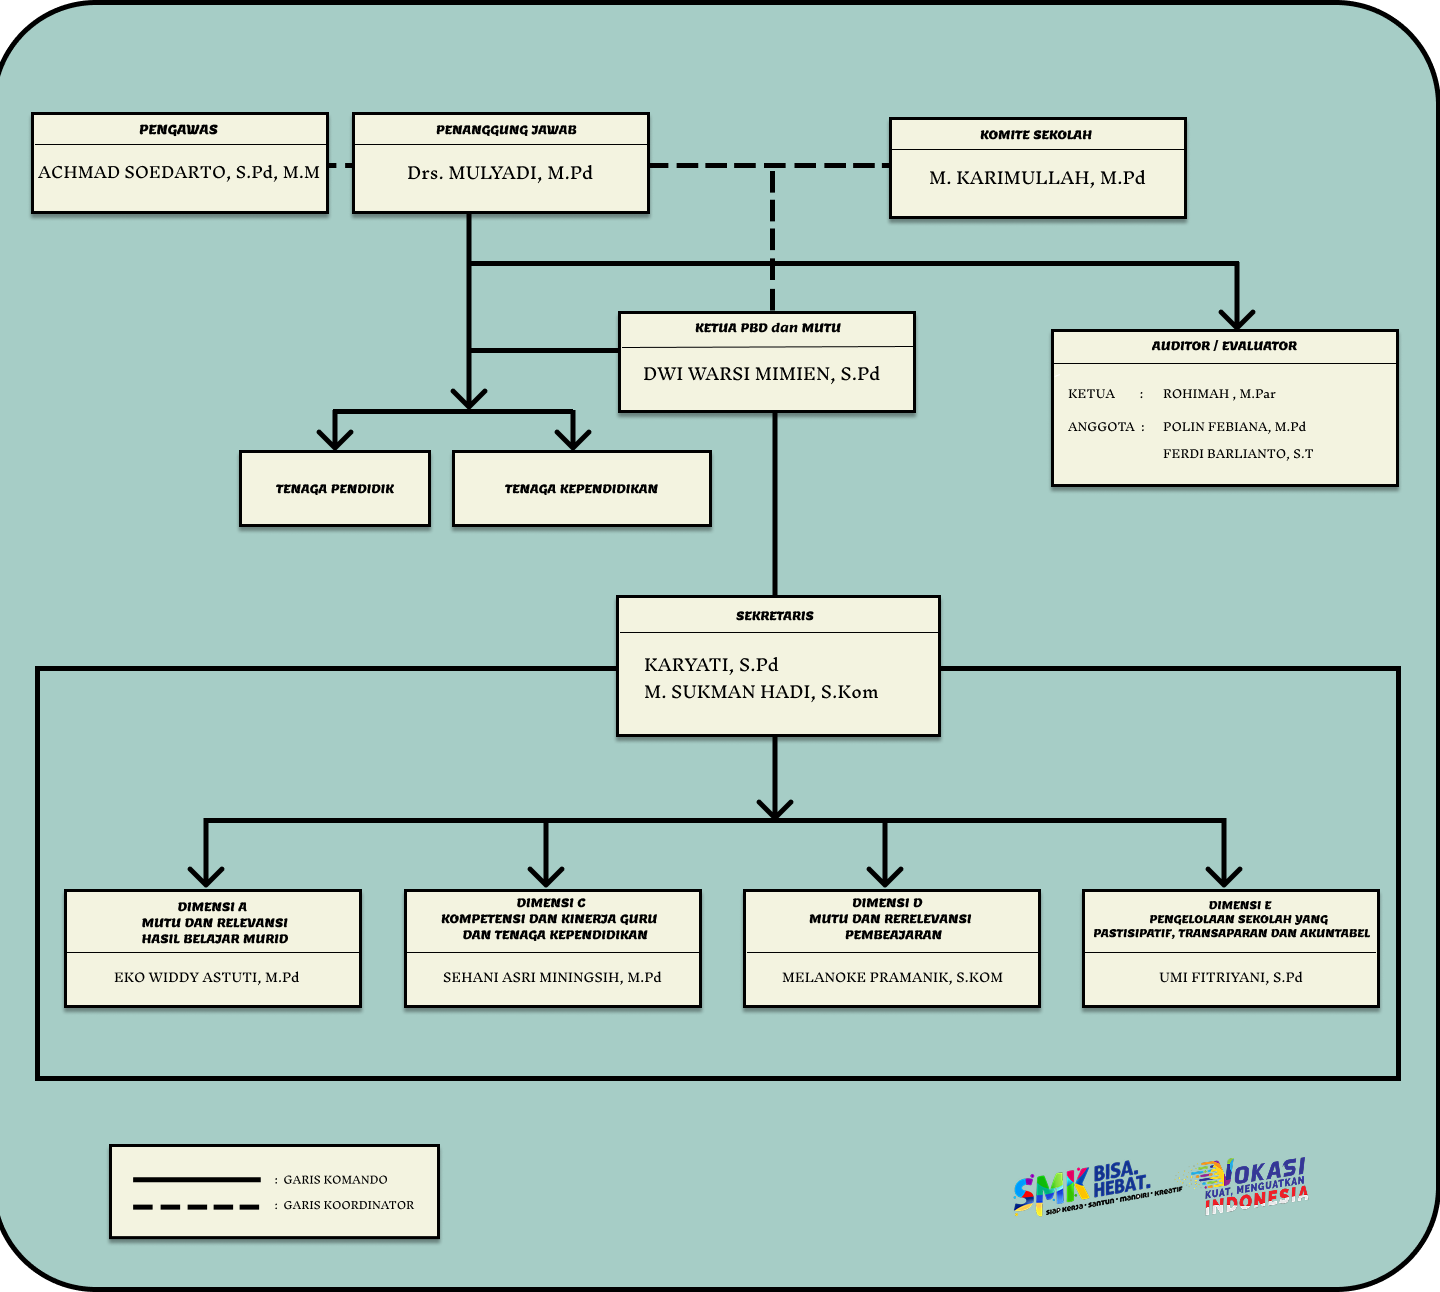 PENGAWAS
ACHMAD SOEDARTO, S.Pd, M.M
PENANGGUNG JAWAB
Drs. MULYADI, M.Pd
KOMITE SEKOLAH
M. KARIMULLAH, M.Pd
KETUA PBD dan MUTU
DWI WARSI MIMIEN, S.Pd
AUDITOR / EVALUATOR
KETUA : ROHIMAH , M.Par
ANGGOTA : POLIN FEBIANA, M.Pd
FERDI BARLIANTO, S.T
TENAGA PENDIDIK
TENAGA KEPENDIDIKAN
SEKRETARIS
KARYATI, S.Pd
M. SUKMAN HADI, S.Kom
DIMENSI A
MUTU DAN RELEVANSI
HASIL BELAJAR MURID
EKO WIDDY ASTUTI, M.Pd
DIMENSI C
KOMPETENSI DAN KINERJA GURU
DAN TENAGA KEPENDIDIKAN
SEHANI ASRI MININGSIH, M.Pd
DIMENSI D
MUTU DAN RERELEVANSI
PEMBEAJARAN
MELANOKE PRAMANIK, S.KOM
DIMENSI E
PENGELOLAAN SEKOLAH YANG
PASTISIPATIF, TRANSAPARAN DAN AKUNTABEL
UMI FITRIYANI, S.Pd
: GARIS KOMANDO
: GARIS KOORDINATOR
SMK BISA.
HEBAT.
SIAP KERJA • SANTUN • MANDIRI • KREATIF
VOKASI
KUAT, MENGUATKAN
INDONESIA